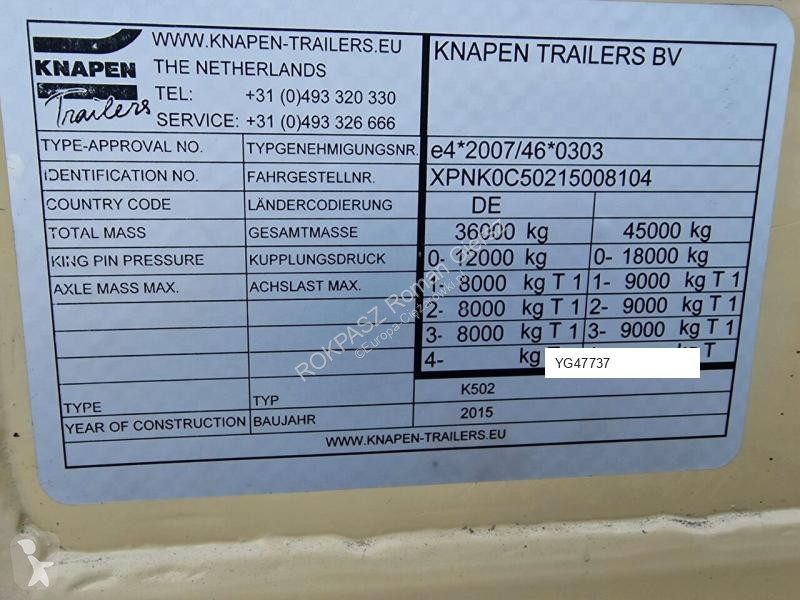 KNAPEN
Trailers
WWW.KNAPEN-TRAILERS.EU
THE NETHERLANDS
TEL: +31 (0)493 320 330
SERVICE: +31 (0)493 326 666
KNAPEN TRAILERS BV
TYPE-APPROVAL NO. TYPGENEHMIGUNGSNR. e4*2007/46*0303
IDENTIFICATION NO. FAHRGESTELLNR. XPNK0C50215008104
COUNTRY CODE LÄNDERCODIERUNG DE
TOTAL MASS GESAMTMASSE 36000 kg 45000 kg
KING PIN PRESSURE KUPPLUNGSDRUCK 0- 12000 kg 0- 18000 kg
AXLE MASS MAX. ACHSLAST MAX. 1- 8000 kg T 1 1- 9000 kg T 1
2- 8000 kg T 1 2- 9000 kg T 1
3- 8000 kg T 1 3- 9000 kg T 1
4- kg T kg T
YG47737
TYPE TYP K502
YEAR OF CONSTRUCTION BAUJAHR 2015
WWW.KNAPEN-TRAILERS.EU